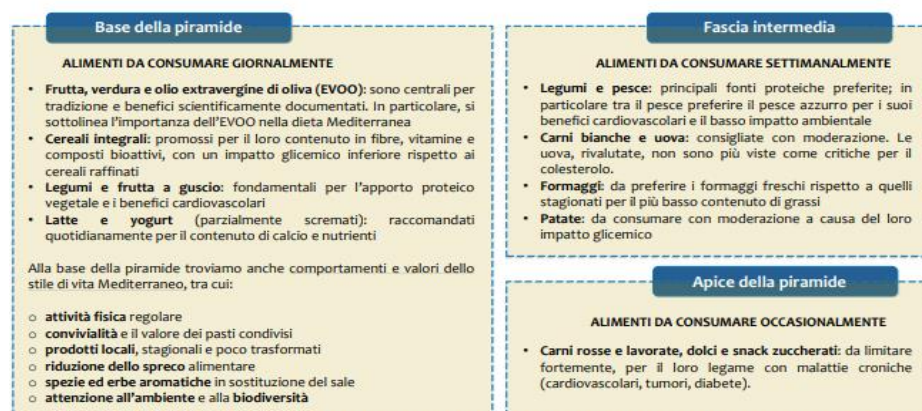 Base della piramide
ALIMENTI DA CONSUMARE GIORNALMENTE
• Frutta, verdura e olio extravergine di oliva (EVOO): sono centrali per
tradizione e benefici scientificamente documentati. In particolare, si
sottolinea l'importanza dell'EVOO nella dieta Mediterranea
• Cereali integrali: promossi per il loro contenuto in fibre, vitamine e
composti bioattivi, con un impatto glicemico inferiore rispetto ai
cereali raffinati
• Legumi e frutta a guscio: fondamentali per l'apporto proteico
vegetale e i benefici cardiovascolari
• Latte e yogurt (parzialmente scremati): raccomandati
quotidianamente per il contenuto di calcio e nutrienti
Alla base della piramide troviamo anche comportamenti e valori dello
stile di vita Mediterraneo, tra cui:
o attività fisica regolare
o convivialità e il valore dei pasti condivisi
o prodotti locali, stagionali e poco trasformati
o riduzione dello spreco alimentare
o spezie ed erbe aromatiche in sostituzione del sale
o attenzione all'ambiente e alla biodiversità
Fascia intermedia
ALIMENTI DA CONSUMARE SETTIMANALMENTE
• Legumi e pesce: principali fonti proteiche preferite; in
particolare tra il pesce preferire il pesce azzurro per i suoi
benefici cardiovascolari e il basso impatto ambientale
• Carni bianche e uova: consigliate con moderazione. Le
uova, rivalutate, non sono più viste come critiche per il
colesterolo.
• Formaggi: da preferire i formaggi freschi rispetto a quelli
stagionati per il più basso contenuto di grassi
• Patate: da consumare con moderazione a causa del loro
impatto glicemico
Apice della piramide
ALIMENTI DA CONSUMARE OCCASIONALMENTE
• Carni rosse e lavorate, dolci e snack zuccherati: da limitare
fortemente, per il loro legame con malattie croniche
(cardiovascolari, tumori, diabete).